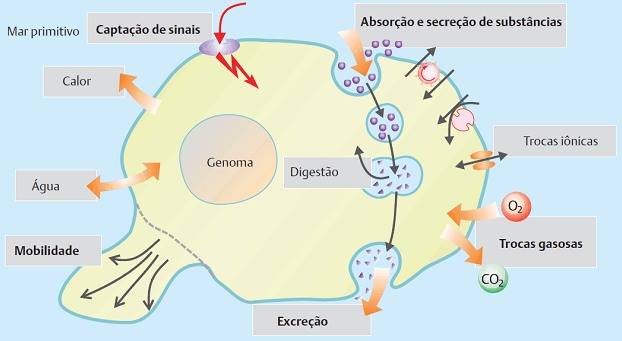 Mar primitivo
Captação de sinais
Absorção e secreção de substâncias
Calor
Genoma
Digestão
Trocas iônicas
Água
O2
Mobilidade
Trocas gasosas
CO2
Excreção